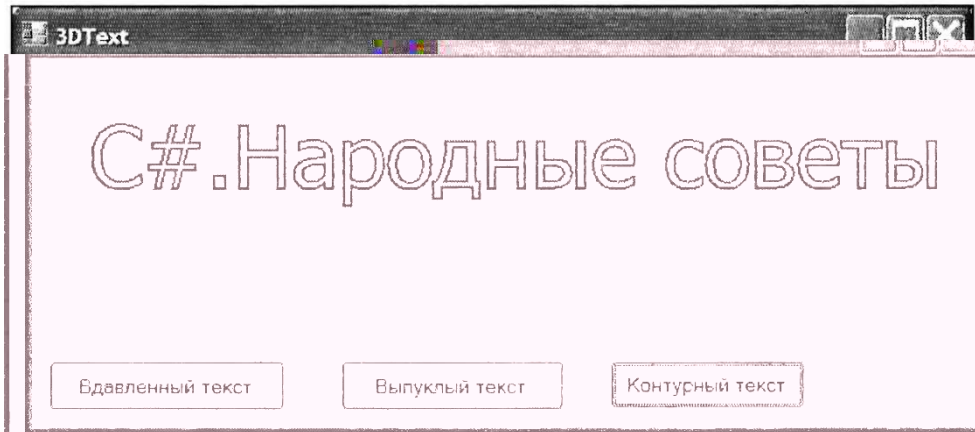 3DText
C#.Народные советы
Вдавленный текст Выпуклый текст Контурный текст